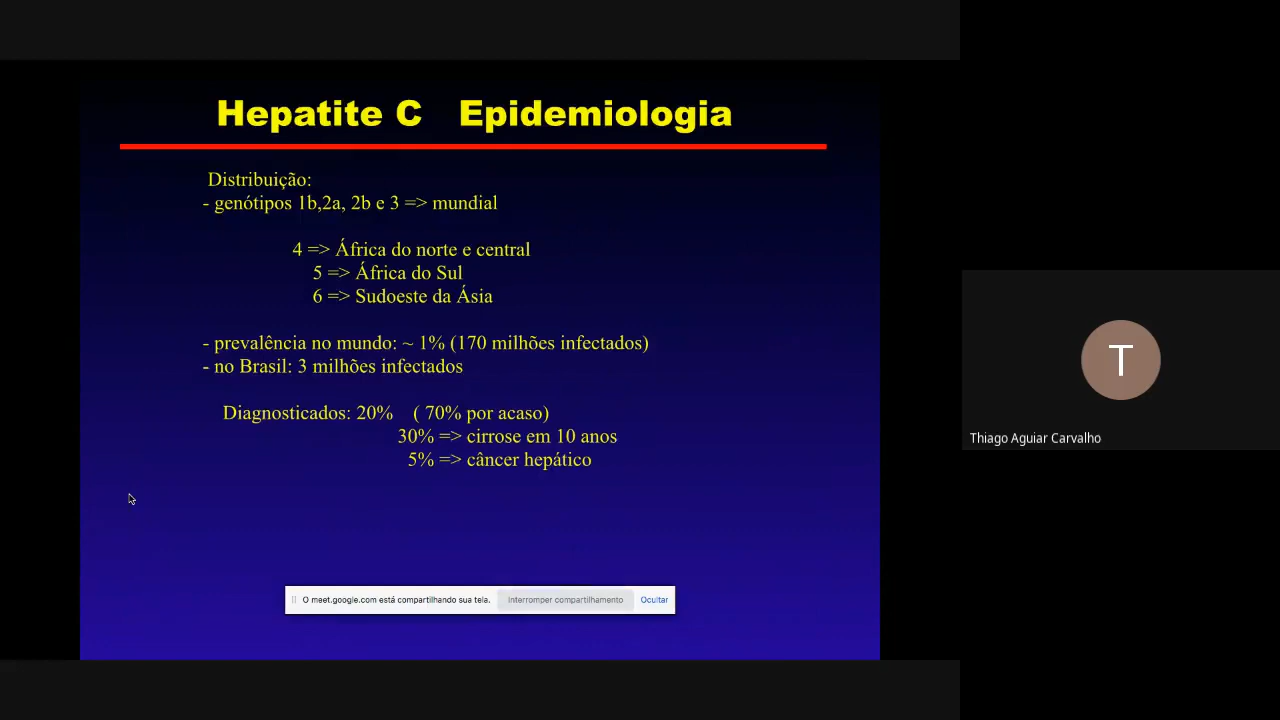 Hepatite C Epidemiologia
Distribuição:
- genótipos 1b,2a, 2b e 3 => mundial
4 => África do norte e central
5 => África do Sul
6 => Sudoeste da Ásia
- prevalência no mundo: ~ 1% (170 milhões infectados)
- no Brasil: 3 milhões infectados
Diagnosticados: 20% ( 70% por acaso)
30% => cirrose em 10 anos
5% => câncer hepático
O meet.google.com está compartilhando sua tela. Interromper compartilhamento Ocultar
T
Thiago Aguiar Carvalho